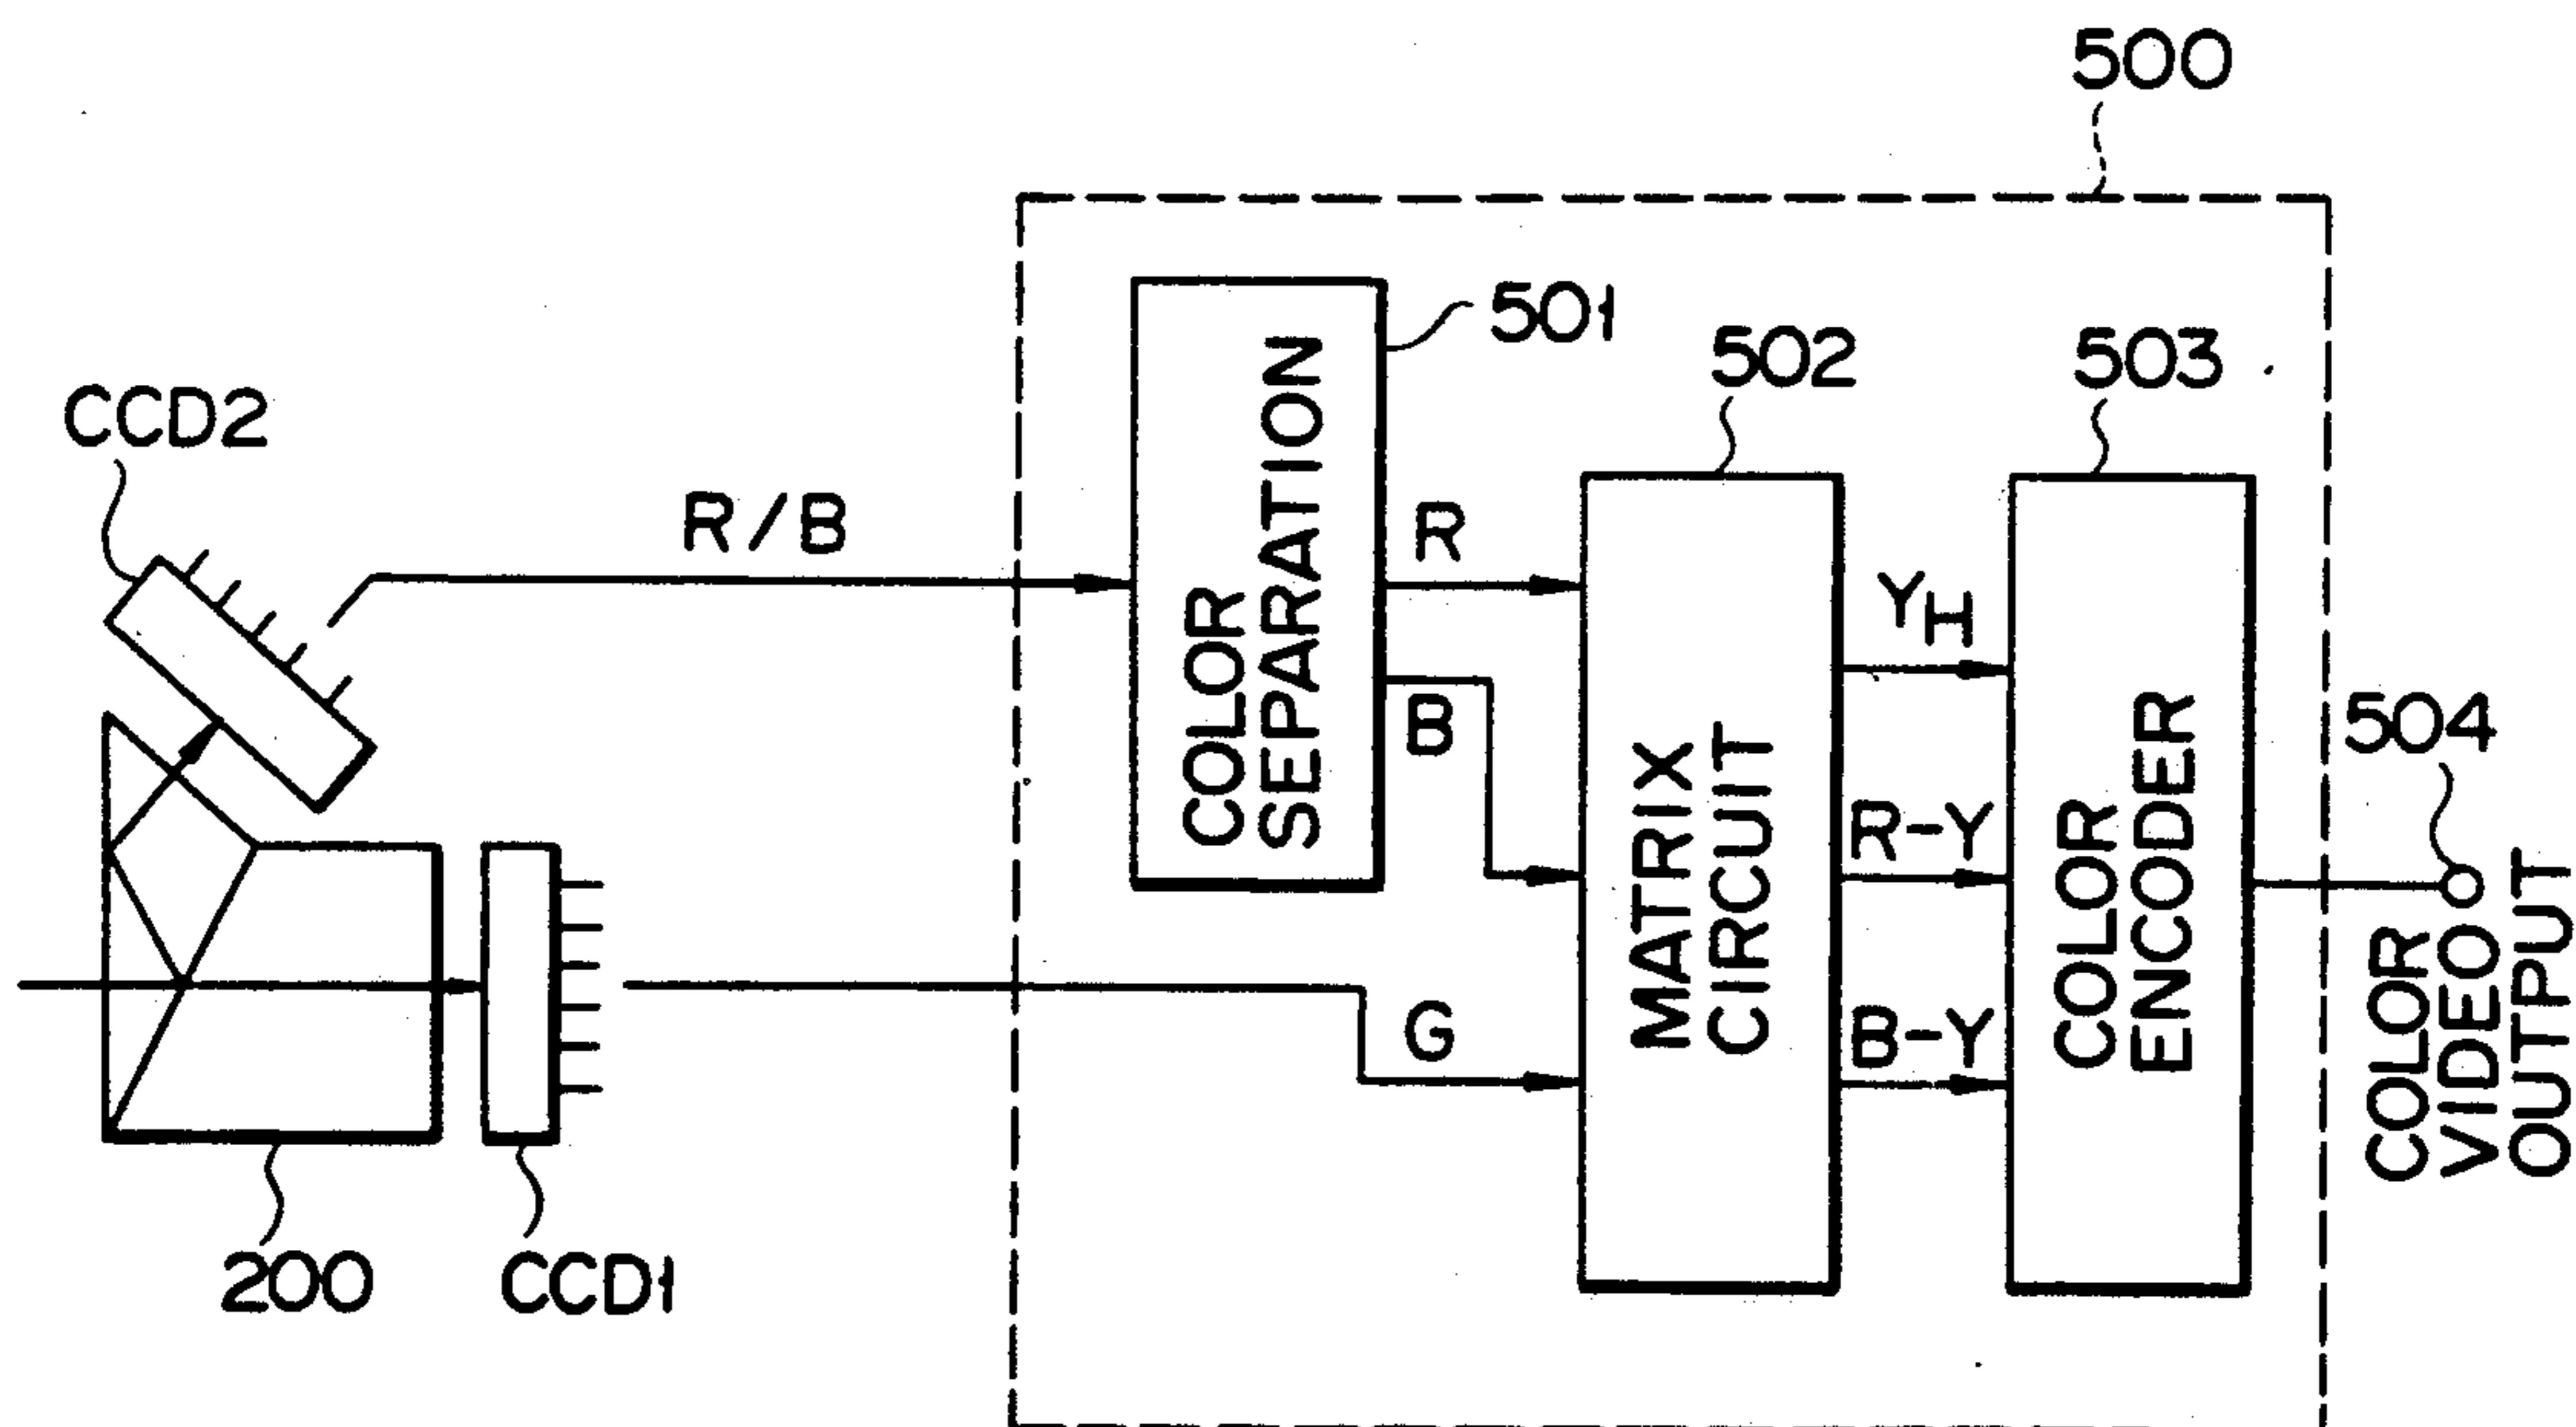 500
501
502
503
CCD2
R/B
COLOR
SEPARATION
R
B
G
MATRIX
CIRCUIT
YH
R-Y
B-Y
COLOR
ENCODER
504
COLOR
VIDEO
OUTPUT
200
CCD1